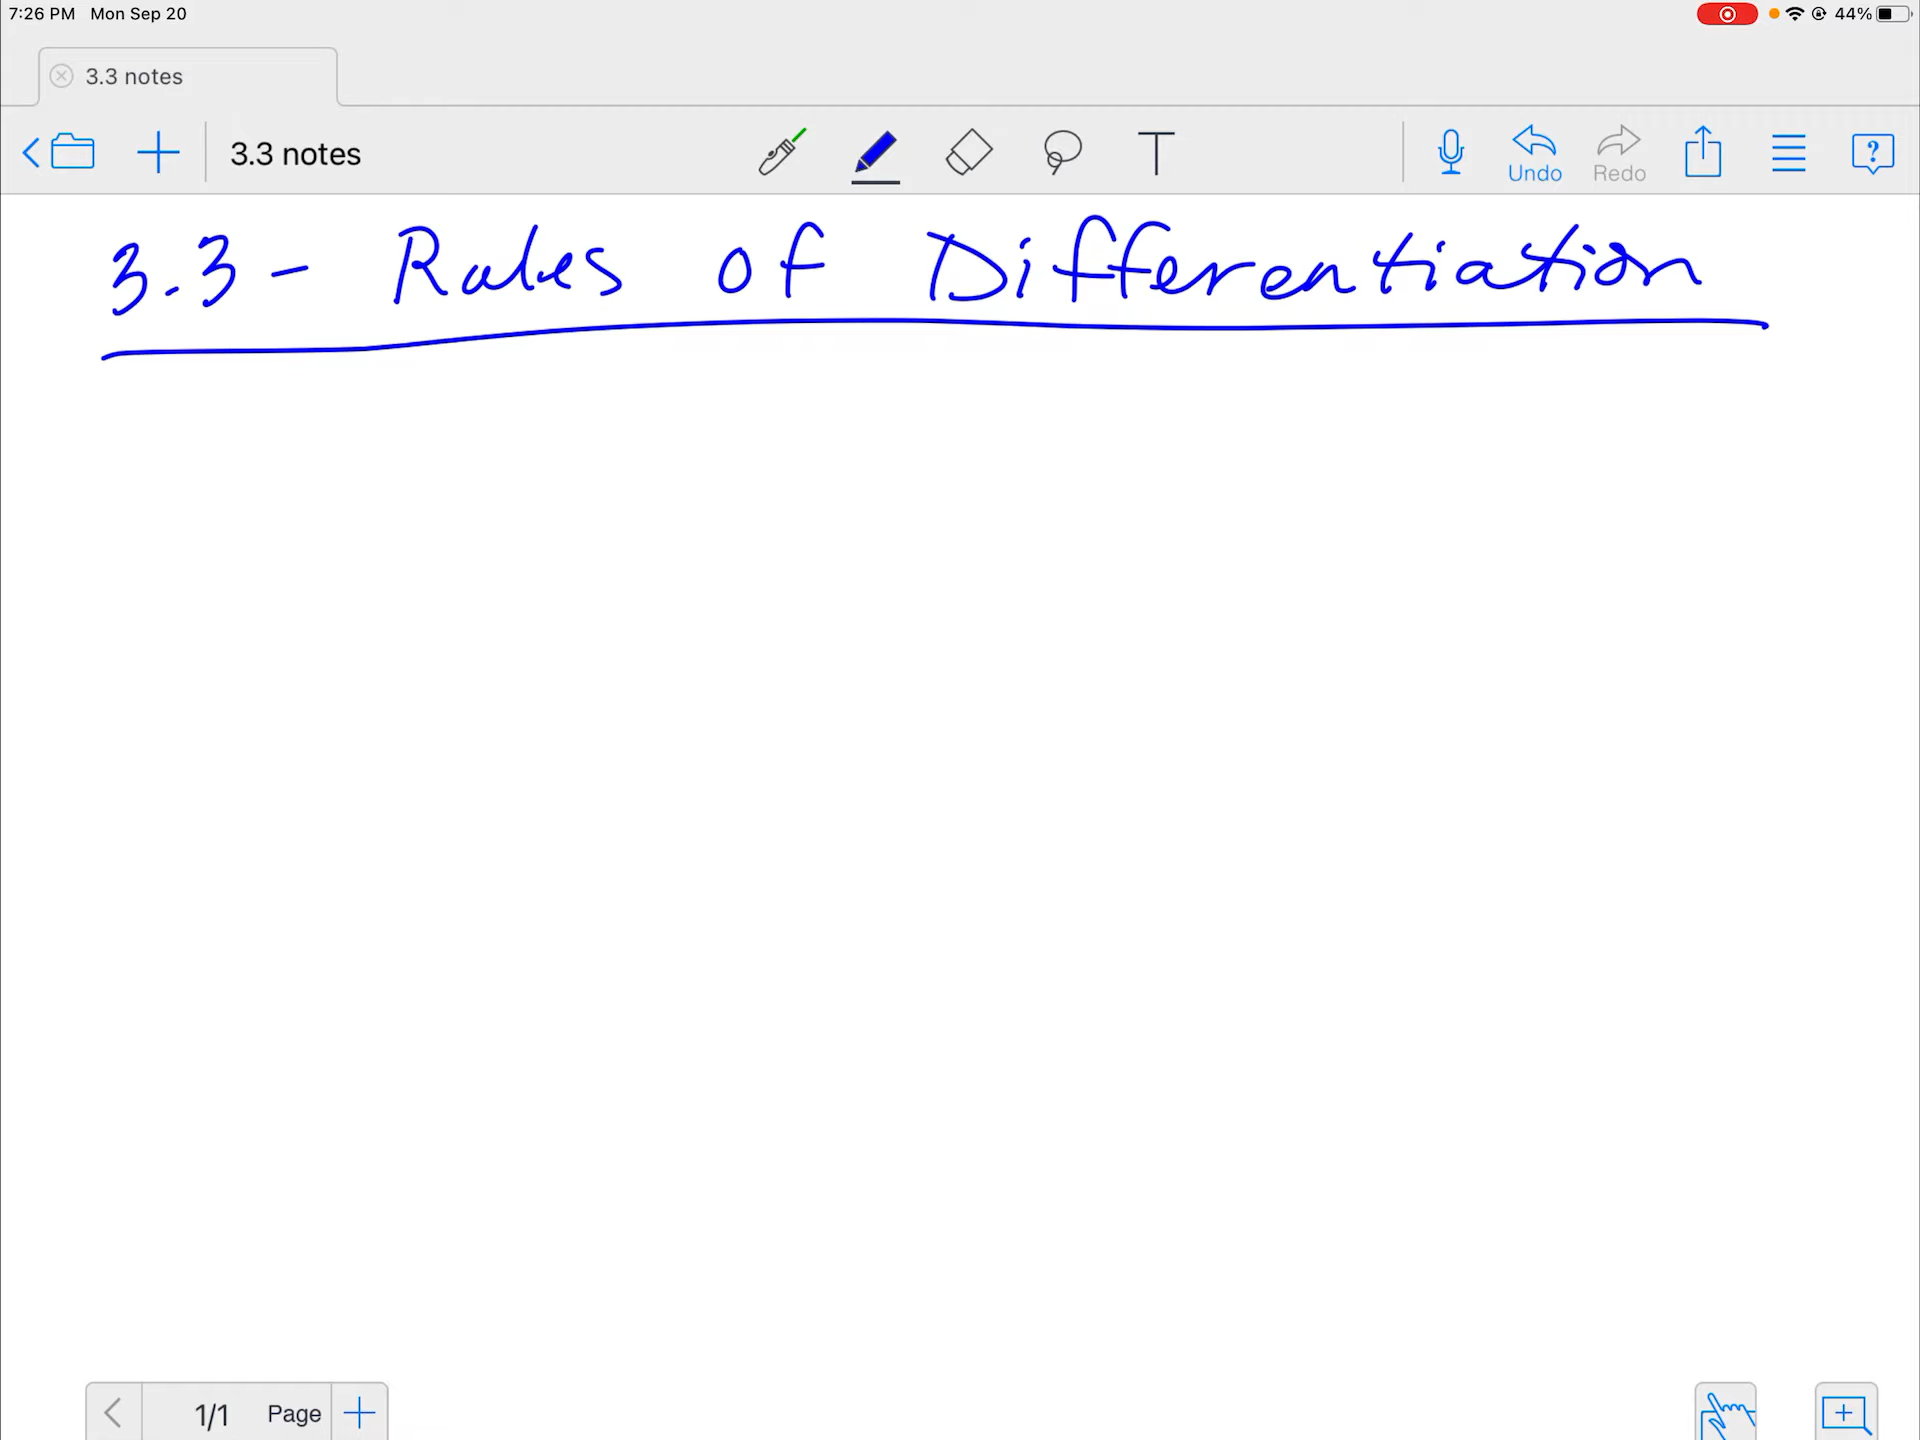 7:26 PM Mon Sep 20 44%
3.3 notes
3.3 notes Undo Redo
3.3 - Rules of Differentiation
1/1 Page